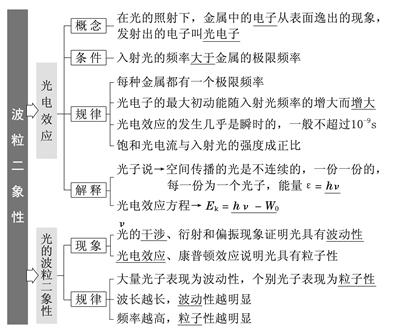 波粒二象性
光电效应
概念
在光的照射下，金属中的电子从表面逸出的现象，
发射出的电子叫光电子
条件
入射光的频率大于金属的极限频率
规律
每种金属都有一个极限频率
光电子的最大初动能随入射光频率的增大而增大
光电效应的发生几乎是瞬时的，一般不超过10⁻⁹s
饱和光电流与入射光的强度成正比
解释
光子说→空间传播的光是不连续的，一份一份的，
每一份为一个光子，能量 ε = hν
光电效应方程→Eₖ = hν − W₀
ν
光的波粒二象性
现象
光的干涉、衍射和偏振现象证明光具有波动性
光电效应、康普顿效应说明光具有粒子性
规律
大量光子表现为波动性，个别光子表现为粒子性
波长越长，波动性越明显
频率越高，粒子性越明显